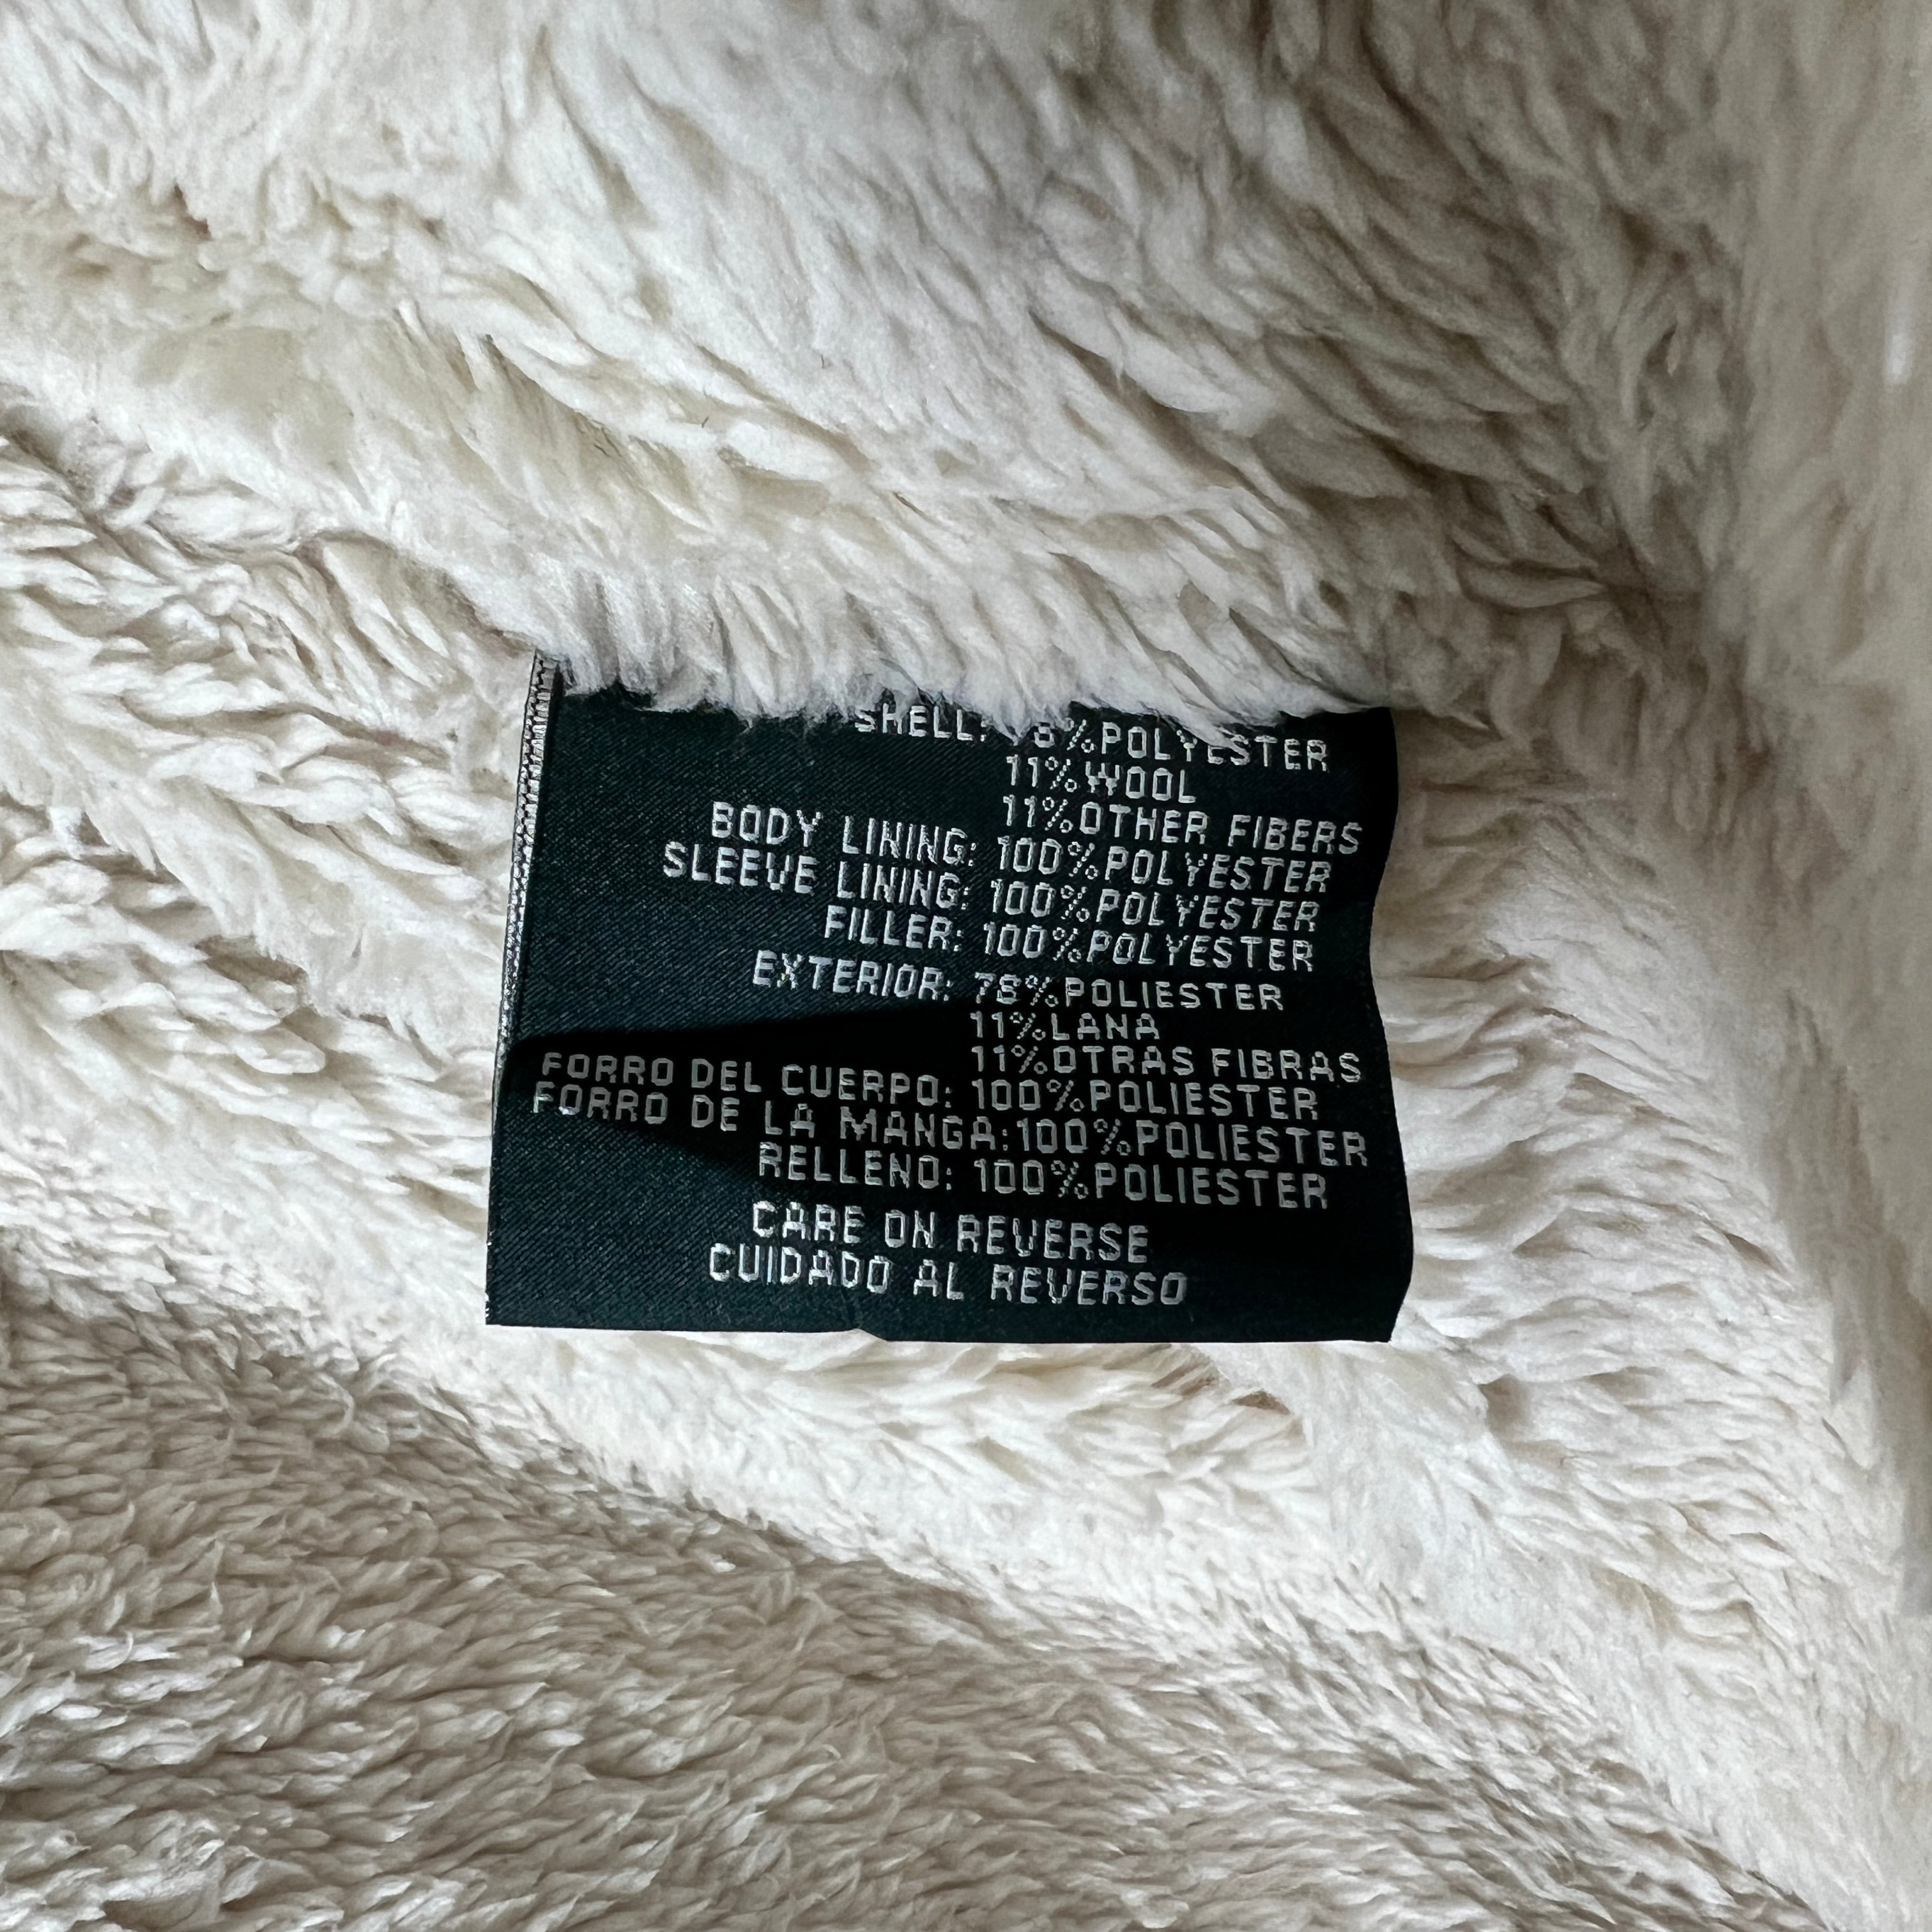 SHELL: 78%POLYESTER
11%WOOL
11%OTHER FIBERS
BODY LINING: 100%POLYESTER
SLEEVE LINING: 100%POLYESTER
FILLER: 100%POLYESTER
EXTERIOR: 78%POLIESTER
11%LANA
11%OTRAS FIBRAS
FORRO DEL CUERPO: 100%POLIESTER
FORRO DE LA MANGA:100%POLIESTER
RELLENO: 100%POLIESTER
CARE ON REVERSE
CUIDADO AL REVERSO